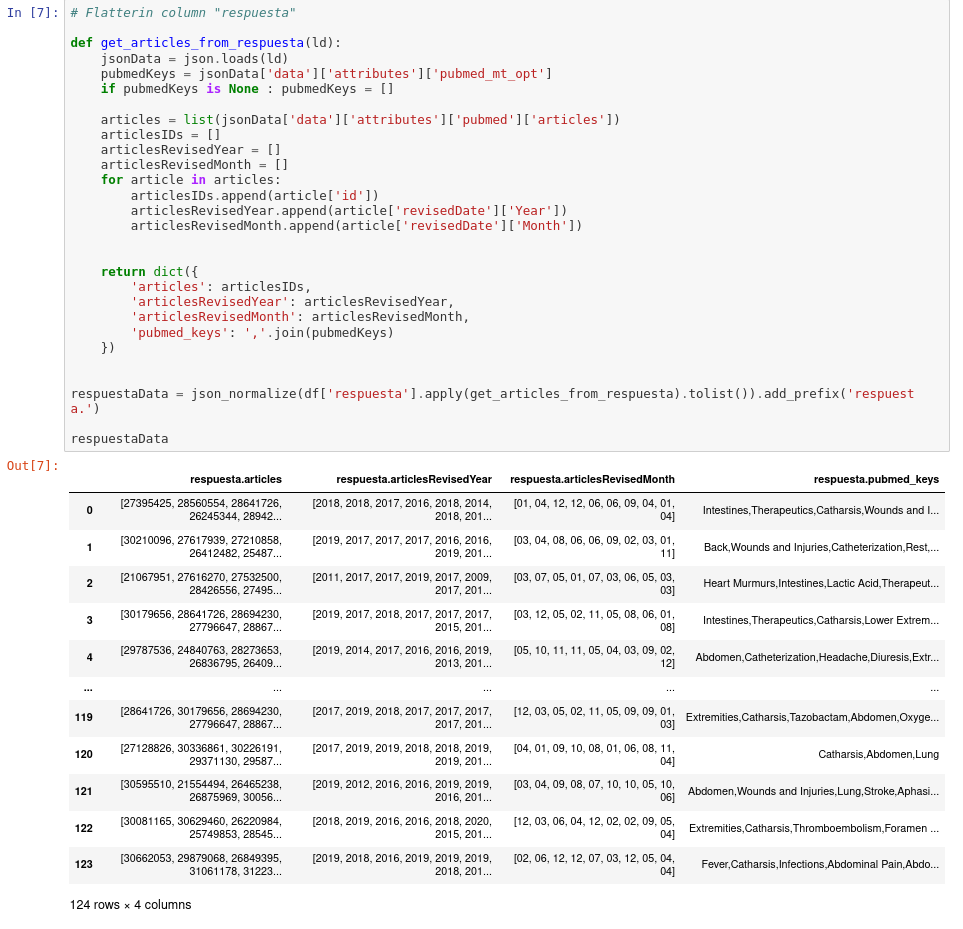 In [7]: # Flatterin column "respuesta"
def get_articles_from_respuesta(ld):
    jsonData = json.loads(ld)
    pubmedKeys = jsonData['data']['attributes']['pubmed_mt_opt']
    if pubmedKeys is None : pubmedKeys = []
    articles = list(jsonData['data']['attributes']['pubmed']['articles'])
    articlesIDs = []
    articlesRevisedYear = []
    articlesRevisedMonth = []
    for article in articles:
        articlesIDs.append(article['id'])
        articlesRevisedYear.append(article['revisedDate']['Year'])
        articlesRevisedMonth.append(article['revisedDate']['Month'])
    return dict({
        'articles': articlesIDs,
        'articlesRevisedYear': articlesRevisedYear,
        'articlesRevisedMonth': articlesRevisedMonth,
        'pubmed_keys': ','.join(pubmedKeys)
    })
respuestaData = json_normalize(df['respuesta'].apply(get_articles_from_respuesta).tolist()).add_prefix('respuest
a.')
respuestaData
Out[7]:
respuesta.articles respuesta.articlesRevisedYear respuesta.articlesRevisedMonth respuesta.pubmed_keys
0 [27395425, 28560554, 28641726, 26245344, 28942... [2018, 2018, 2017, 2016, 2018, 2014, 2018, 201... [01, 04, 12, 12, 06, 06, 09, 04, 01, 04] Intestines,Therapeutics,Catharsis,Wounds and I...
1 [30210096, 27617939, 27210858, 26412482, 25487... [2019, 2017, 2017, 2017, 2016, 2016, 2019, 201... [03, 04, 08, 06, 06, 09, 02, 03, 01, 11] Back,Wounds and Injuries,Catheterization,Rest,...
2 [21067951, 27616270, 27532500, 28426556, 27495... [2011, 2017, 2017, 2019, 2017, 2009, 2017, 201... [03, 07, 05, 01, 07, 03, 06, 05, 03, 03] Heart Murmurs,Intestines,Lactic Acid,Therapeut...
3 [30179656, 28641726, 28694230, 27796647, 28867... [2019, 2017, 2018, 2017, 2017, 2017, 2015, 201... [03, 12, 05, 02, 11, 05, 08, 06, 01, 08] Intestines,Therapeutics,Catharsis,Lower Extrem...
4 [29787536, 24840763, 28273653, 26836795, 26409... [2019, 2014, 2017, 2016, 2016, 2019, 2013, 201... [05, 10, 11, 11, 05, 04, 03, 09, 02, 12] Abdomen,Catheterization,Headache,Diuresis,Extr...
... ... ... ... ...
119 [28641726, 30179656, 28694230, 27796647, 28867... [2017, 2019, 2018, 2017, 2017, 2017, 2017, 201... [12, 03, 05, 02, 11, 05, 09, 09, 01, 03] Extremities,Catharsis,Tazobactam,Abdomen,Oxyge...
120 [27128826, 30336861, 30226191, 29371130, 29587... [2017, 2019, 2019, 2018, 2018, 2019, 2019, 201... [04, 01, 09, 10, 08, 01, 06, 08, 11, 04] Catharsis,Abdomen,Lung
121 [30595510, 21554494, 26465238, 26875969, 30056... [2019, 2012, 2016, 2016, 2019, 2019, 2016, 201... [03, 04, 09, 08, 07, 10, 10, 05, 10, 06] Abdomen,Wounds and Injuries,Lung,Stroke,Aphasi...
122 [30081165, 30629460, 26220984, 25749853, 28545... [2018, 2019, 2016, 2016, 2018, 2020, 2015, 201... [12, 03, 06, 04, 12, 02, 02, 09, 05, 04] Extremities,Catharsis,Thromboembolism,Foramen ...
123 [30662053, 29879068, 26849395, 31061178, 31223... [2019, 2018, 2016, 2019, 2019, 2019, 2018, 201... [02, 06, 12, 12, 07, 03, 12, 05, 04, 04] Fever,Catharsis,Infections,Abdominal Pain,Abdo...
124 rows × 4 columns